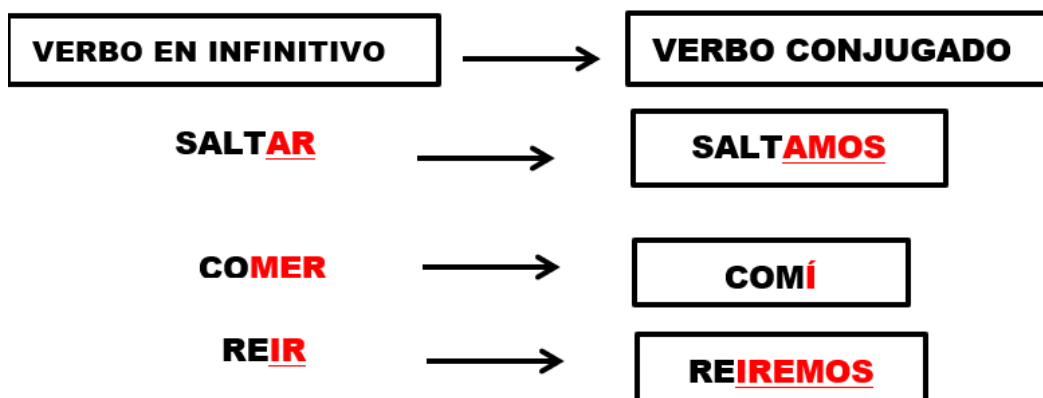 VERBO EN INFINITIVO VERBO CONJUGADO
SALTAR SALTAMOS
COMER COMÍ
REIR REIREMOS